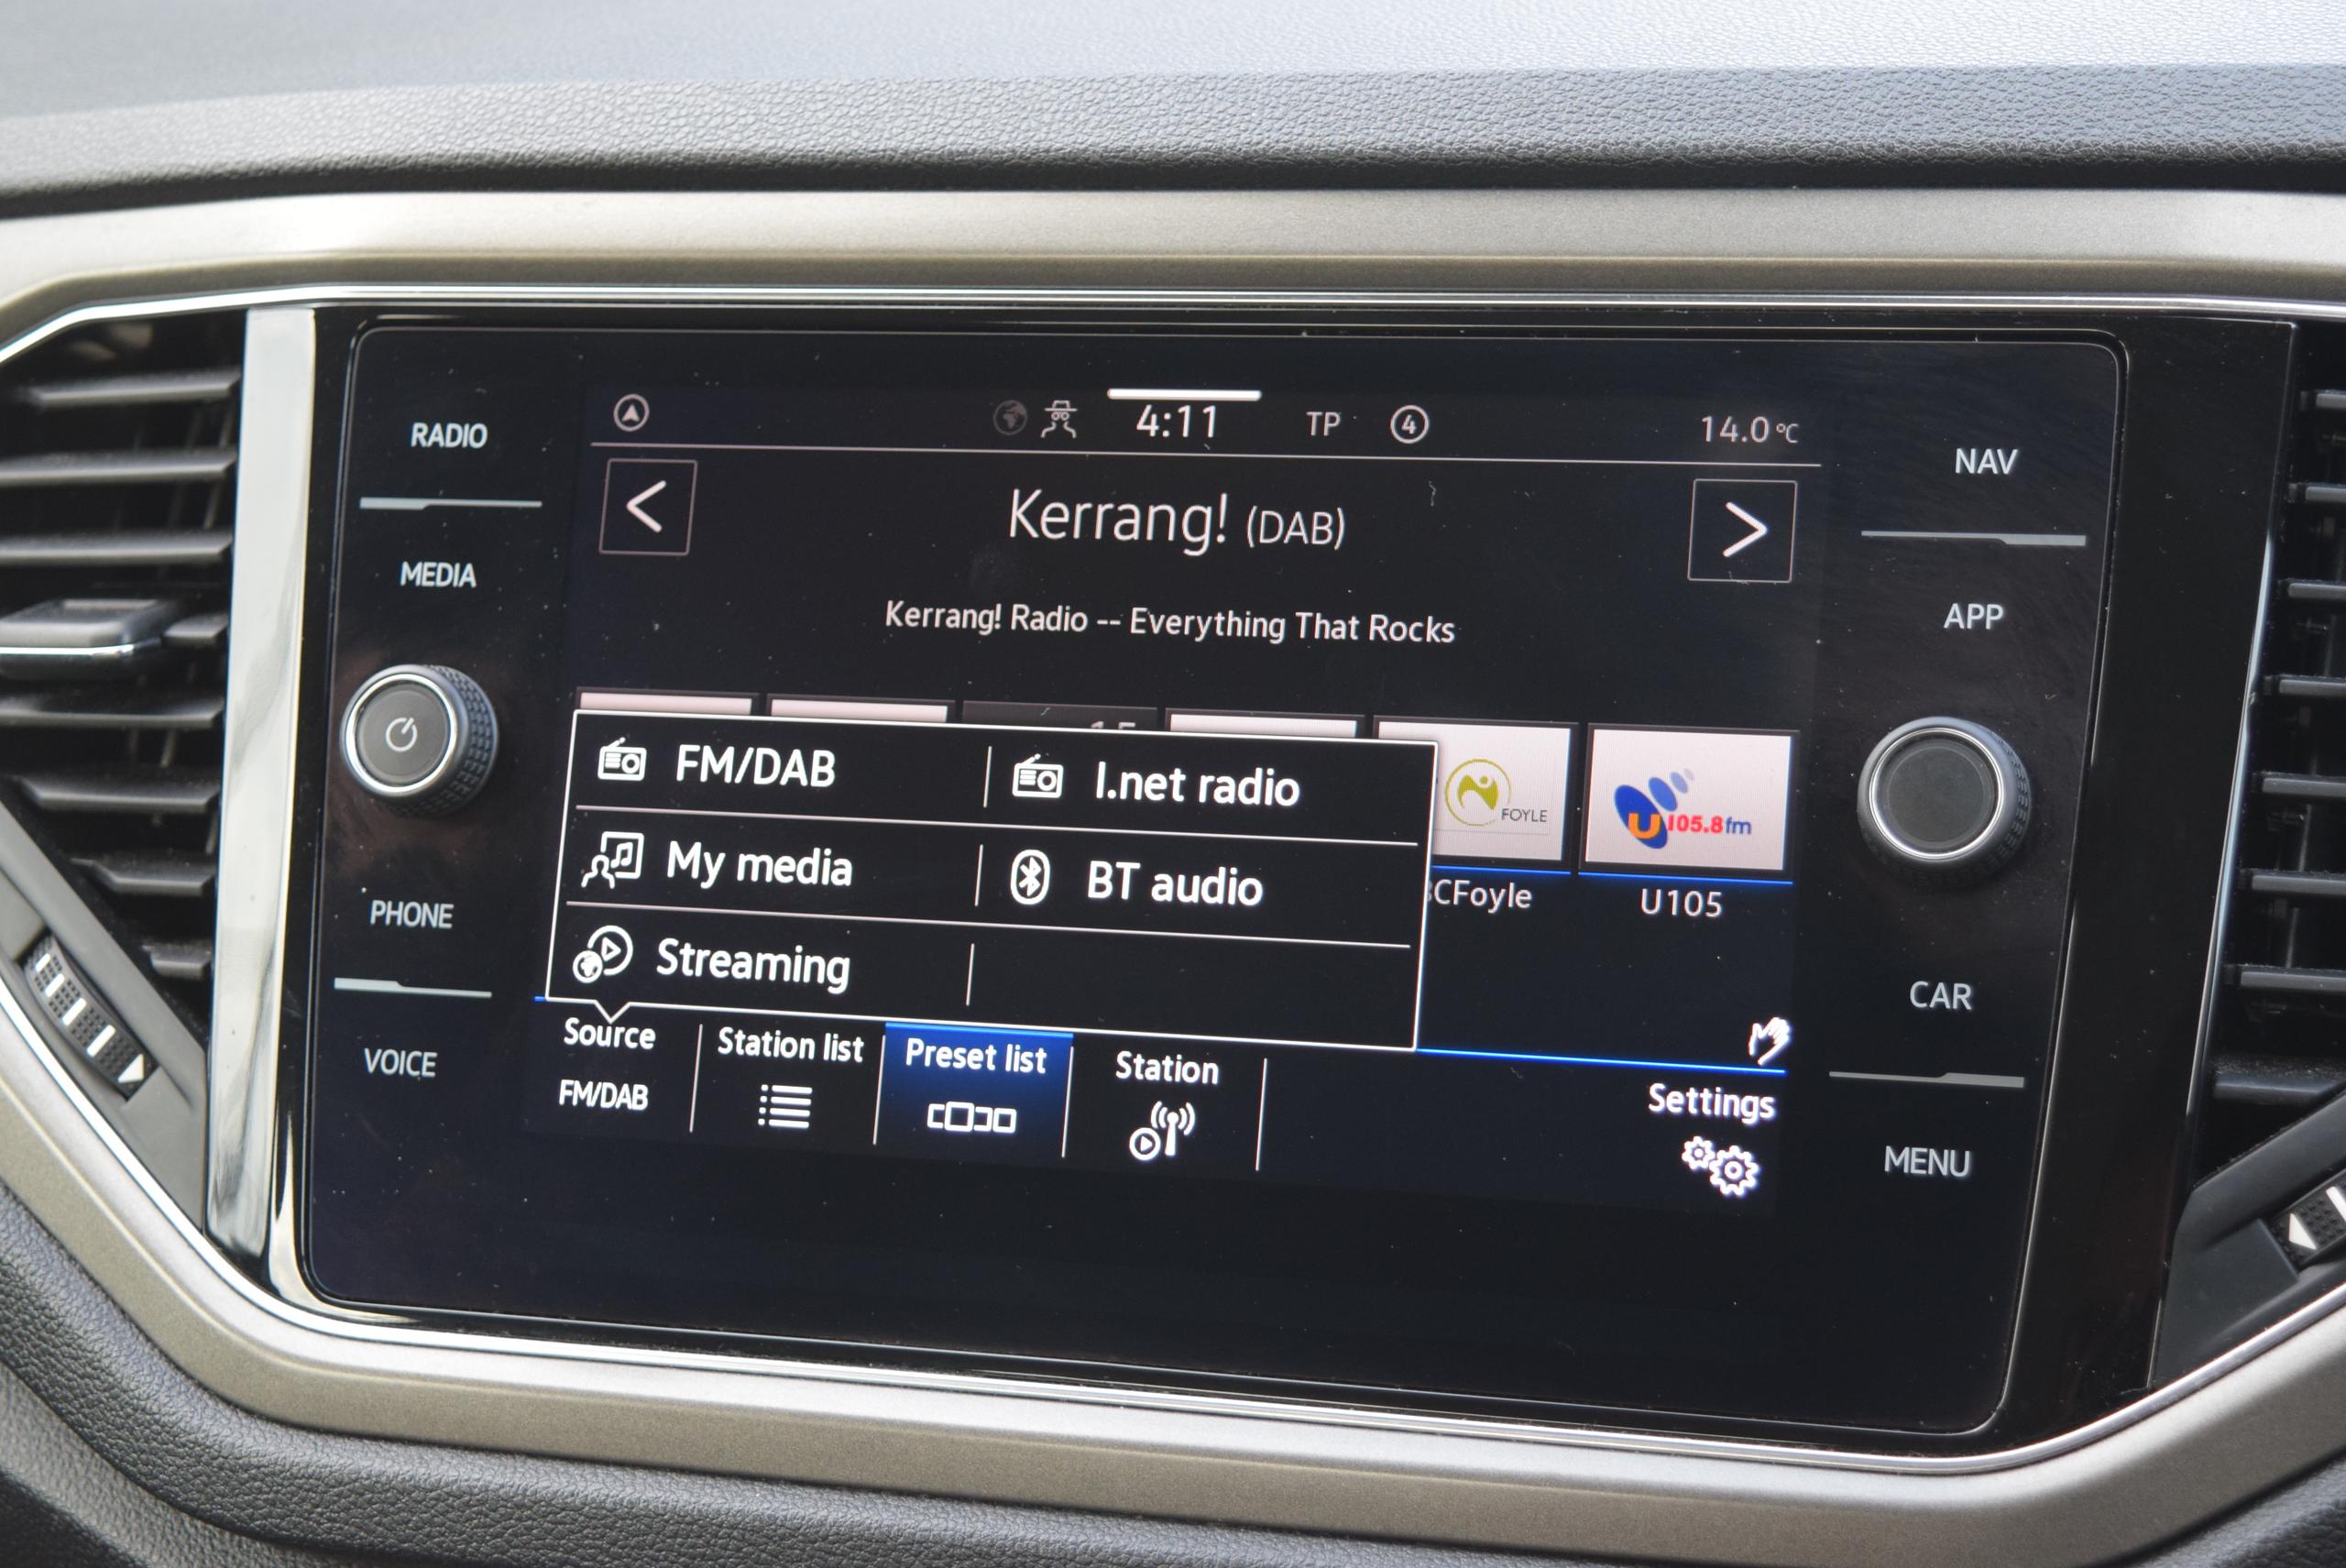 RADIO
MEDIA
PHONE
VOICE
4:11 TP 4 14.0 °C
< Kerrang! (DAB) >
Kerrang! Radio -- Everything That Rocks
FM/DAB I.net radio
My media BT audio
Streaming
FOYLE
U105.8fm
CFoyle
U105
Source Station list Preset list Station Settings
FM/DAB
NAV
APP
CAR
MENU